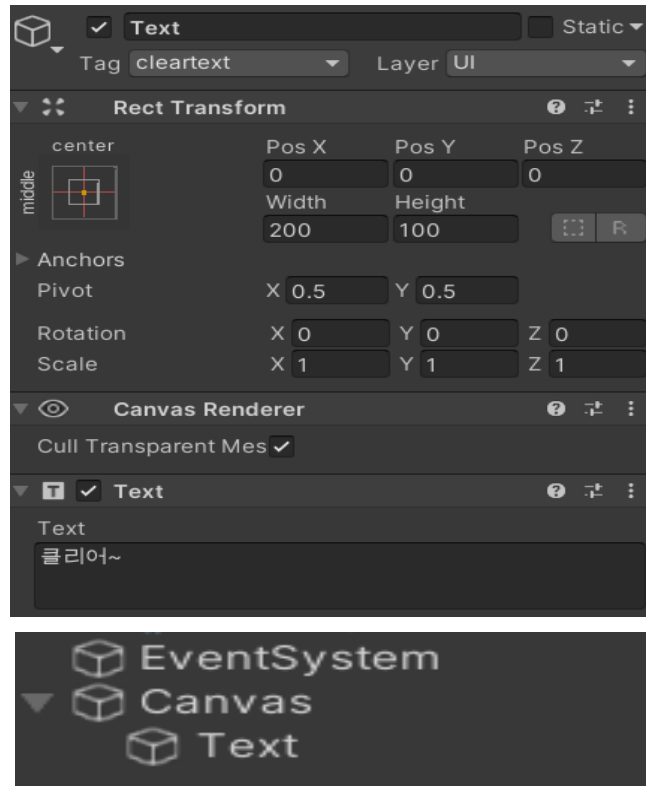 Text Static
Tag cleartext Layer UI
Rect Transform
center Pos X Pos Y Pos Z
middle 0 0 0
Width Height
200 100 R
Anchors
Pivot X 0.5 Y 0.5
Rotation X 0 Y 0 Z 0
Scale X 1 Y 1 Z 1
Canvas Renderer
Cull Transparent Mes
T Text
Text
클리어~
EventSystem
Canvas
Text